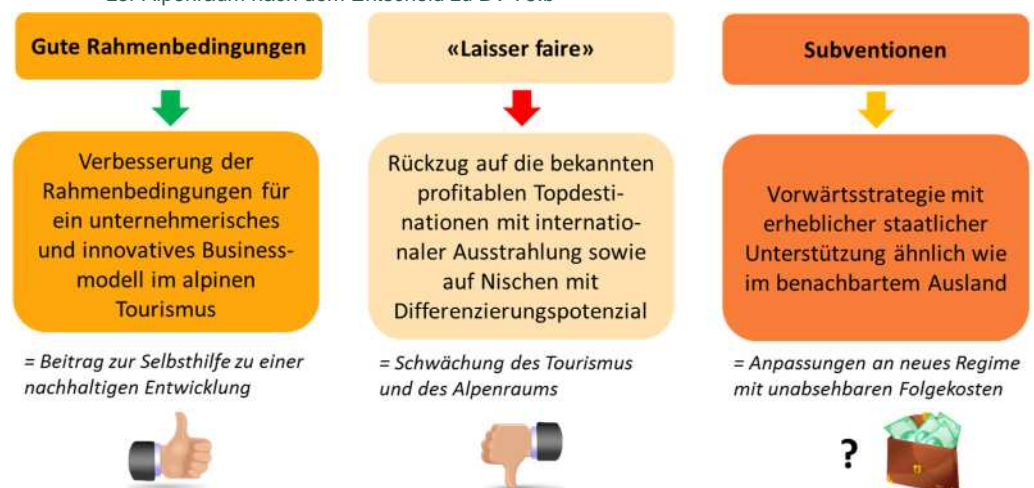 Gute Rahmenbedingungen
Verbesserung der
Rahmenbedingungen für
ein unternehmerisches
und innovatives Business-
modell im alpinen
Tourismus
= Beitrag zur Selbsthilfe zu einer
nachhaltigen Entwicklung
«Laisser faire»
Rückzug auf die bekannten
profitablen Topdesti-
nationen mit internatio-
naler Ausstrahlung sowie
auf Nischen mit
Differenzierungspotenzial
= Schwächung des Tourismus
und des Alpenraums
Subventionen
Vorwärtsstrategie mit
erheblicher staatlicher
Unterstützung ähnlich wie
im benachbartem Ausland
= Anpassungen an neues Regime
mit unabsehbaren Folgekosten
?